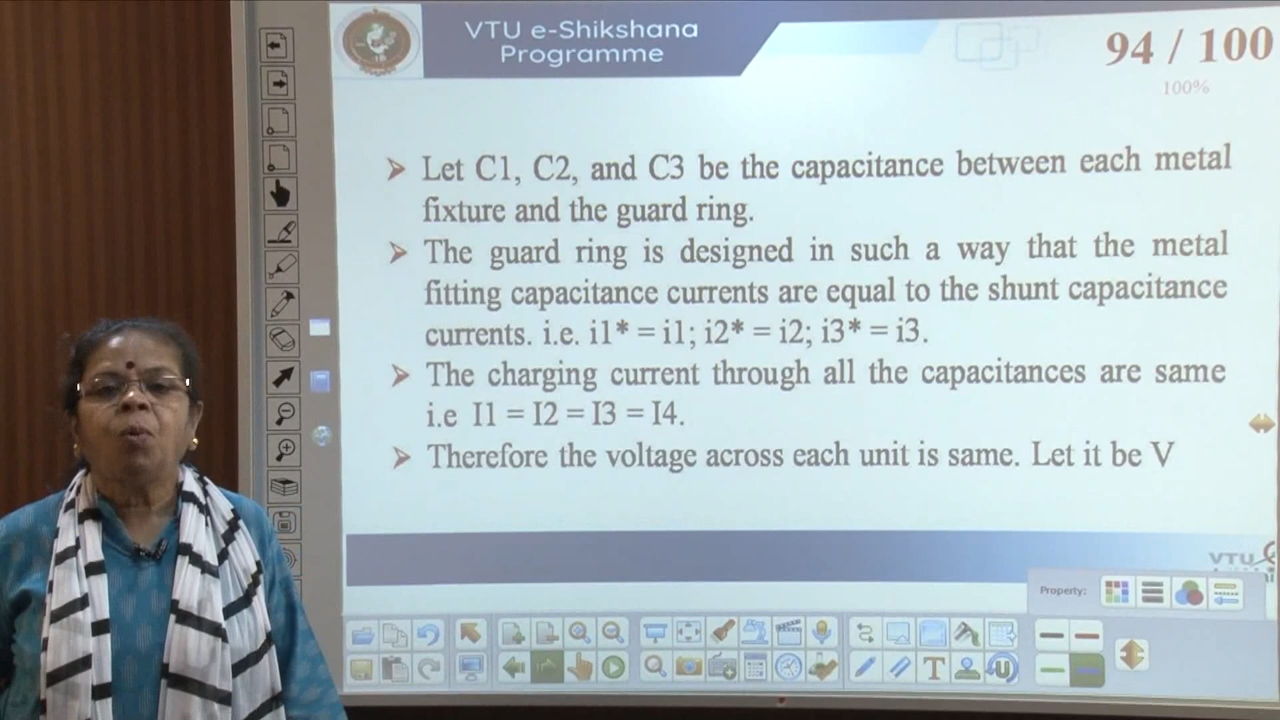 VTU e-Shikshana
Programme
94 / 100
100%
➢ Let C1, C2, and C3 be the capacitance between each metal
fixture and the guard ring.
➢ The guard ring is designed in such a way that the metal
fitting capacitance currents are equal to the shunt capacitance
currents. i.e. i1* = i1; i2* = i2; i3* = i3.
➢ The charging current through all the capacitances are same
i.e I1 = I2 = I3 = I4.
➢ Therefore the voltage across each unit is same. Let it be V
VTU
Property: